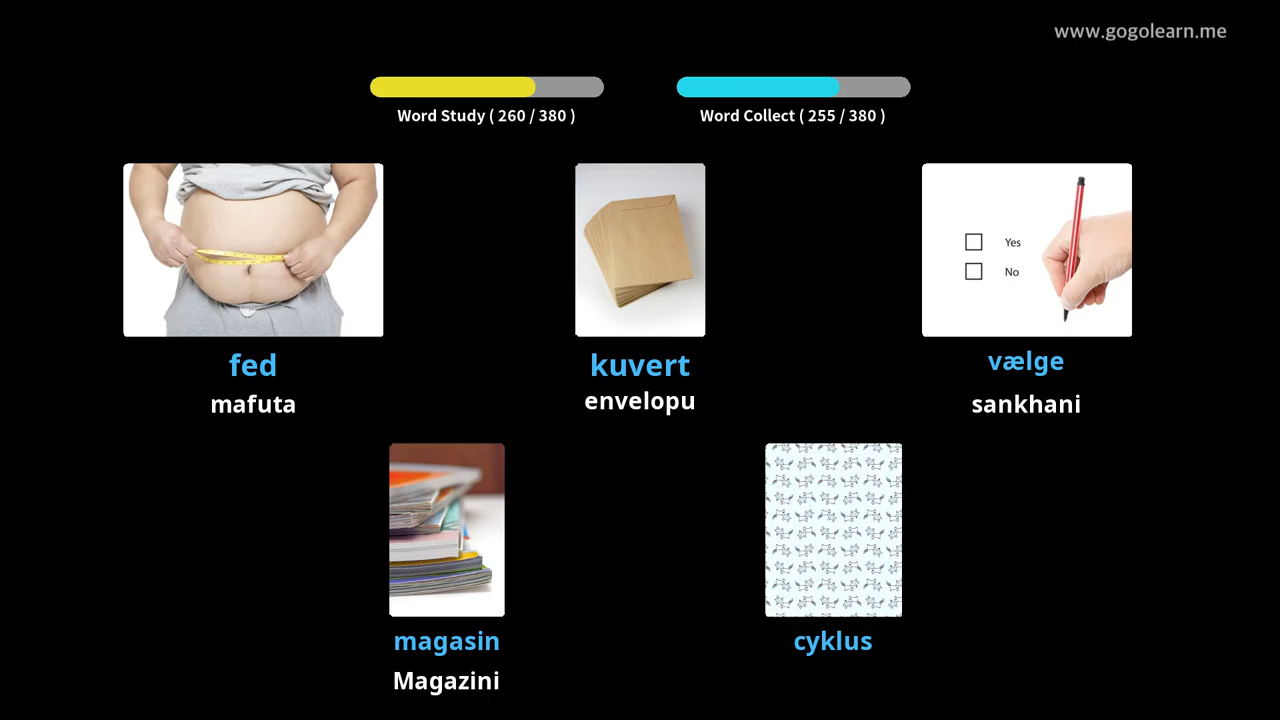 www.gogolearn.me
Word Study ( 260 / 380 )
Word Collect ( 255 / 380 )
Yes
No
fed
mafuta
kuvert
envelopu
vælge
sankhani
magasin
Magazini
cyklus